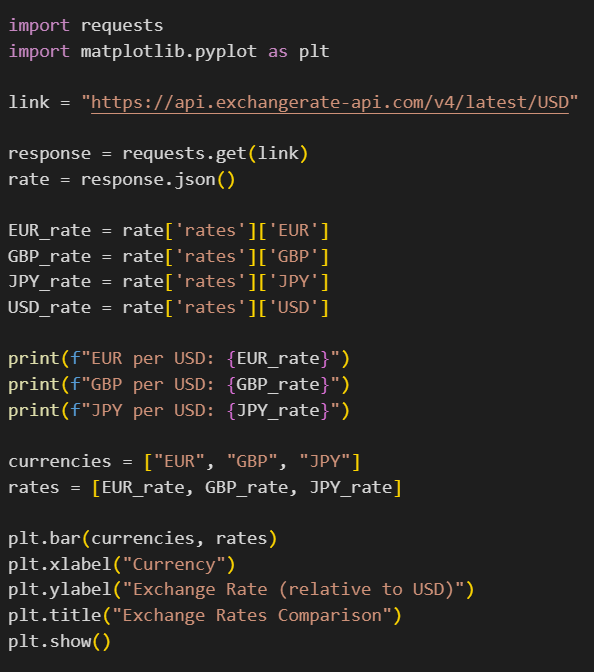 import requests
import matplotlib.pyplot as plt
link = "https://api.exchangerate-api.com/v4/latest/USD"
response = requests.get(link)
rate = response.json()
EUR_rate = rate['rates']['EUR']
GBP_rate = rate['rates']['GBP']
JPY_rate = rate['rates']['JPY']
USD_rate = rate['rates']['USD']
print(f"EUR per USD: {EUR_rate}")
print(f"GBP per USD: {GBP_rate}")
print(f"JPY per USD: {JPY_rate}")
currencies = ["EUR", "GBP", "JPY"]
rates = [EUR_rate, GBP_rate, JPY_rate]
plt.bar(currencies, rates)
plt.xlabel("Currency")
plt.ylabel("Exchange Rate (relative to USD)")
plt.title("Exchange Rates Comparison")
plt.show()